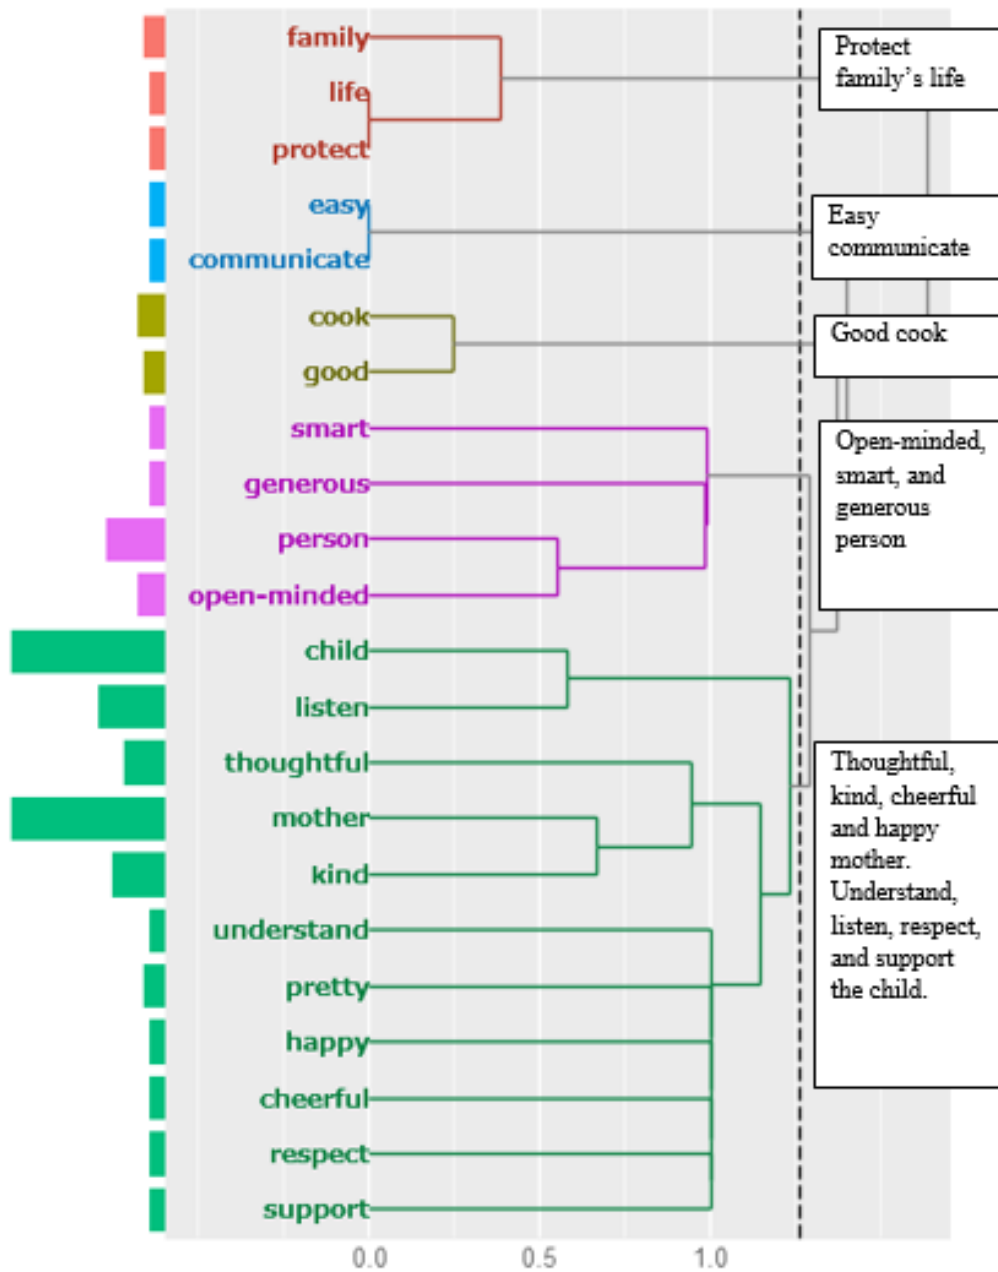 family
life
protect
easy
communicate
cook
good
smart
generous
person
open-minded
child
listen
thoughtful
mother
kind
understand
pretty
happy
cheerful
respect
support
0.0 0.5 1.0
Protect
family’s life
Easy
communicate
Good cook
Open-minded,
smart, and
generous
person
Thoughtful,
kind, cheerful
and happy
mother.
Understand,
listen, respect,
and support
the child.